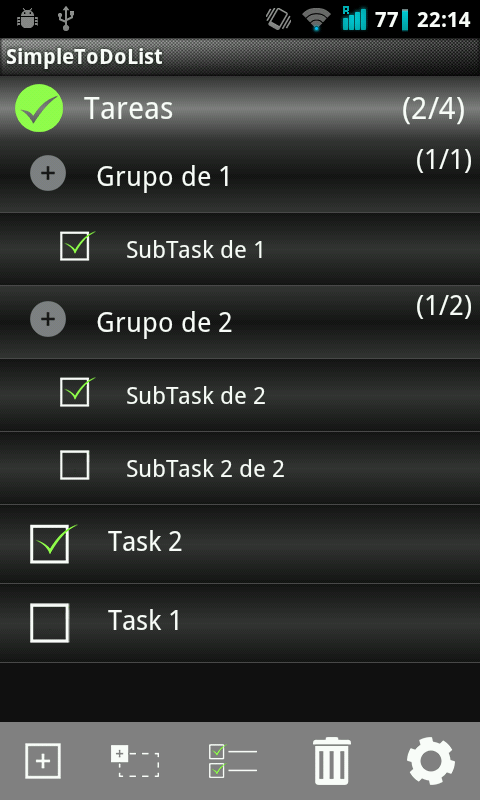 77 22:14
SimpleToDoList
Tareas (2/4)
Grupo de 1 (1/1)
SubTask de 1
Grupo de 2 (1/2)
SubTask de 2
SubTask 2 de 2
Task 2
Task 1